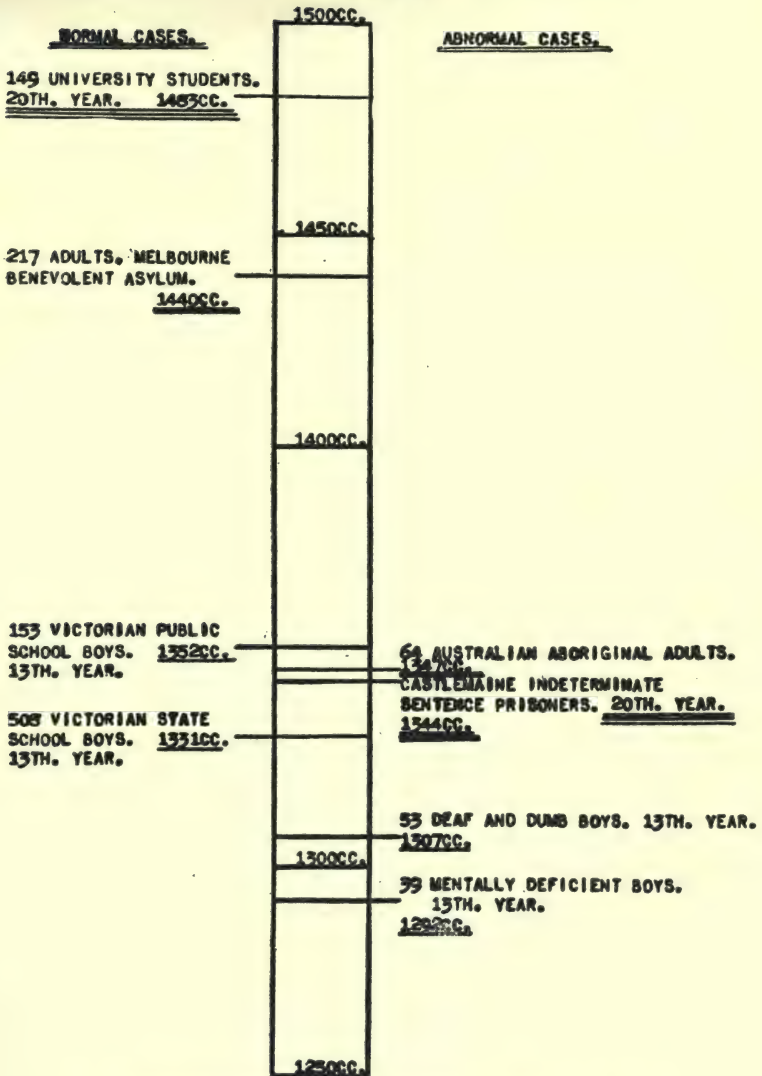 1500CC.
NORMAL CASES.
ABNORMAL CASES.
149 UNIVERSITY STUDENTS.
20TH. YEAR. 1483CC.
1450CC.
217 ADULTS. MELBOURNE
BENEVOLENT ASYLUM.
1440CC.
1400CC.
153 VICTORIAN PUBLIC
SCHOOL BOYS. 1352CC.
13TH. YEAR.
64 AUSTRALIAN ABORIGINAL ADULTS.
1347CC.
CASTLEMAINE INDETERMINATE
SENTENCE PRISONERS. 20TH. YEAR.
1344CC.
508 VICTORIAN STATE
SCHOOL BOYS. 1331CC.
13TH. YEAR.
53 DEAF AND DUMB BOYS. 13TH. YEAR.
1307CC.
1300CC.
39 MENTALLY DEFICIENT BOYS.
13TH. YEAR.
1292CC.
1250CC.